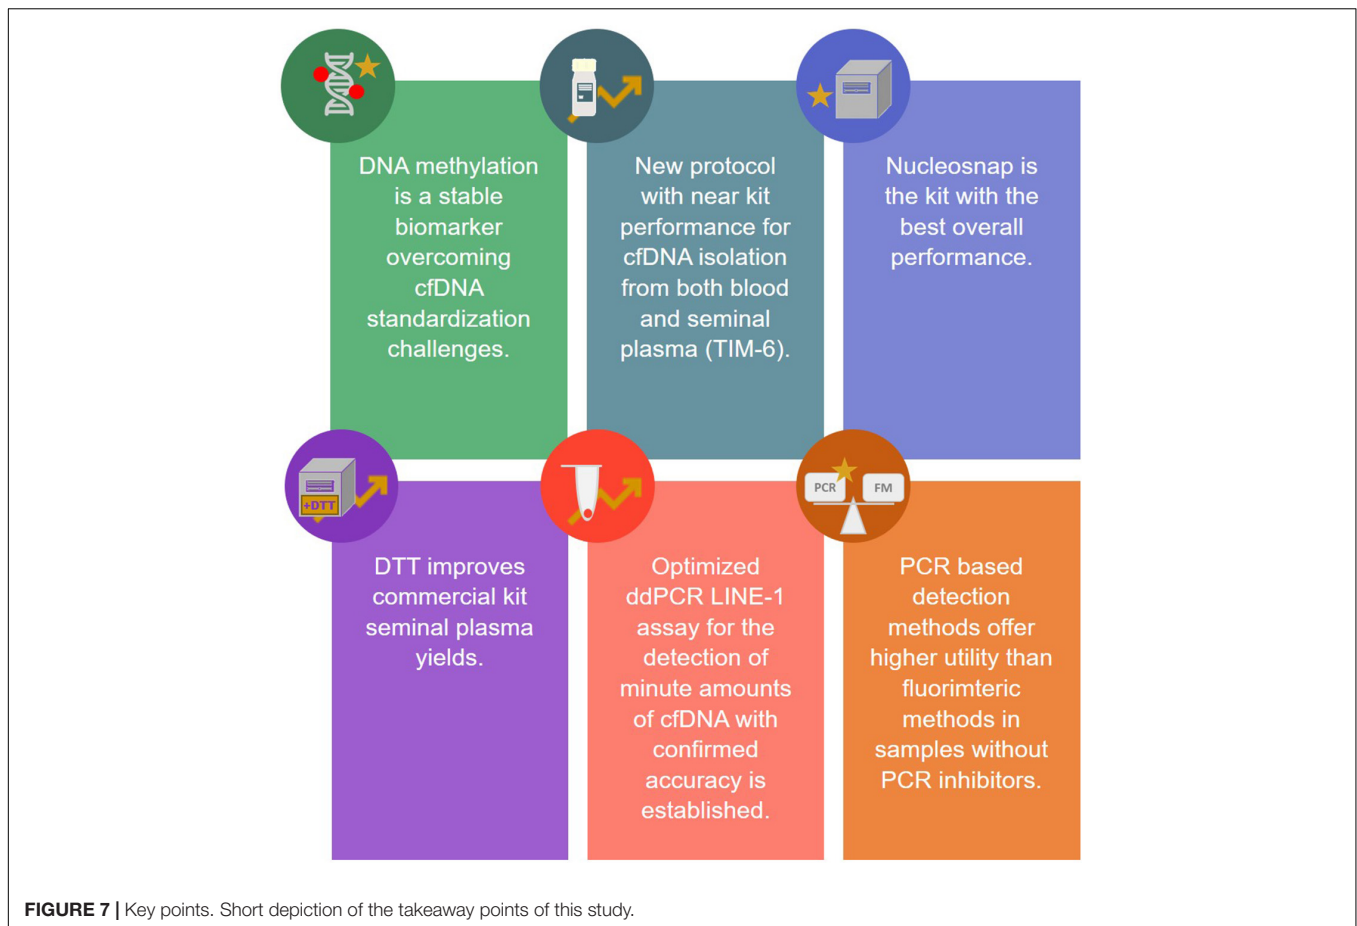 DNA methylation
is a stable
biomarker
overcoming
cfDNA
standardization
challenges.
New protocol
with near kit
performance for
cfDNA isolation
from both blood
and seminal
plasma (TIM-6).
Nucleosnap is
the kit with the
best overall
performance.
+DTT
DTT improves
commercial kit
seminal plasma
yields.
Optimized
ddPCR LINE-1
assay for the
detection of
minute amounts
of cfDNA with
confirmed
accuracy is
established.
PCR FM
PCR based
detection
methods offer
higher utility than
fluorimteric
methods in
samples without
PCR inhibitors.
FIGURE 7 | Key points. Short depiction of the takeaway points of this study.